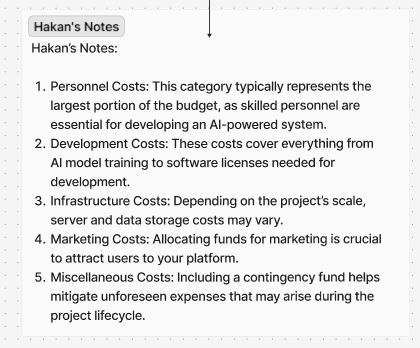 Hakan's Notes
Hakan's Notes:
1. Personnel Costs: This category typically represents the
largest portion of the budget, as skilled personnel are
essential for developing an AI-powered system.
2. Development Costs: These costs cover everything from
AI model training to software licenses needed for
development.
3. Infrastructure Costs: Depending on the project's scale,
server and data storage costs may vary.
4. Marketing Costs: Allocating funds for marketing is crucial
to attract users to your platform.
5. Miscellaneous Costs: Including a contingency fund helps
mitigate unforeseen expenses that may arise during the
project lifecycle.